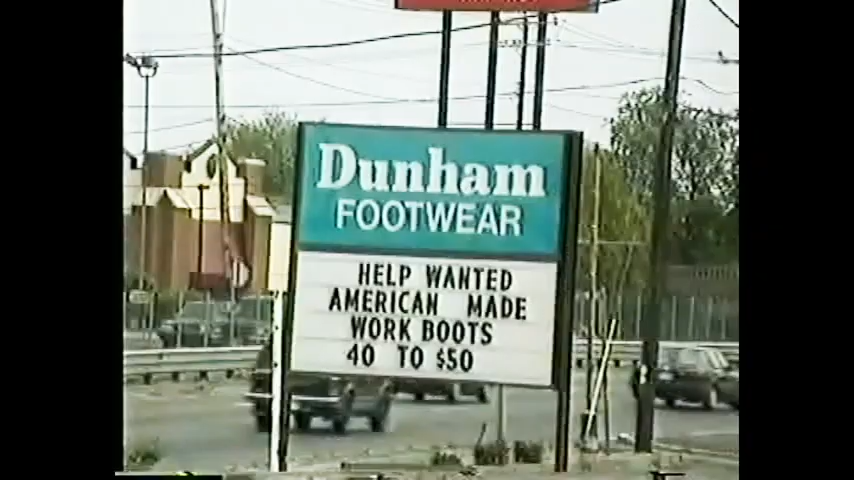 Dunham
FOOTWEAR
HELP WANTED
AMERICAN MADE
WORK BOOTS
40 TO $50